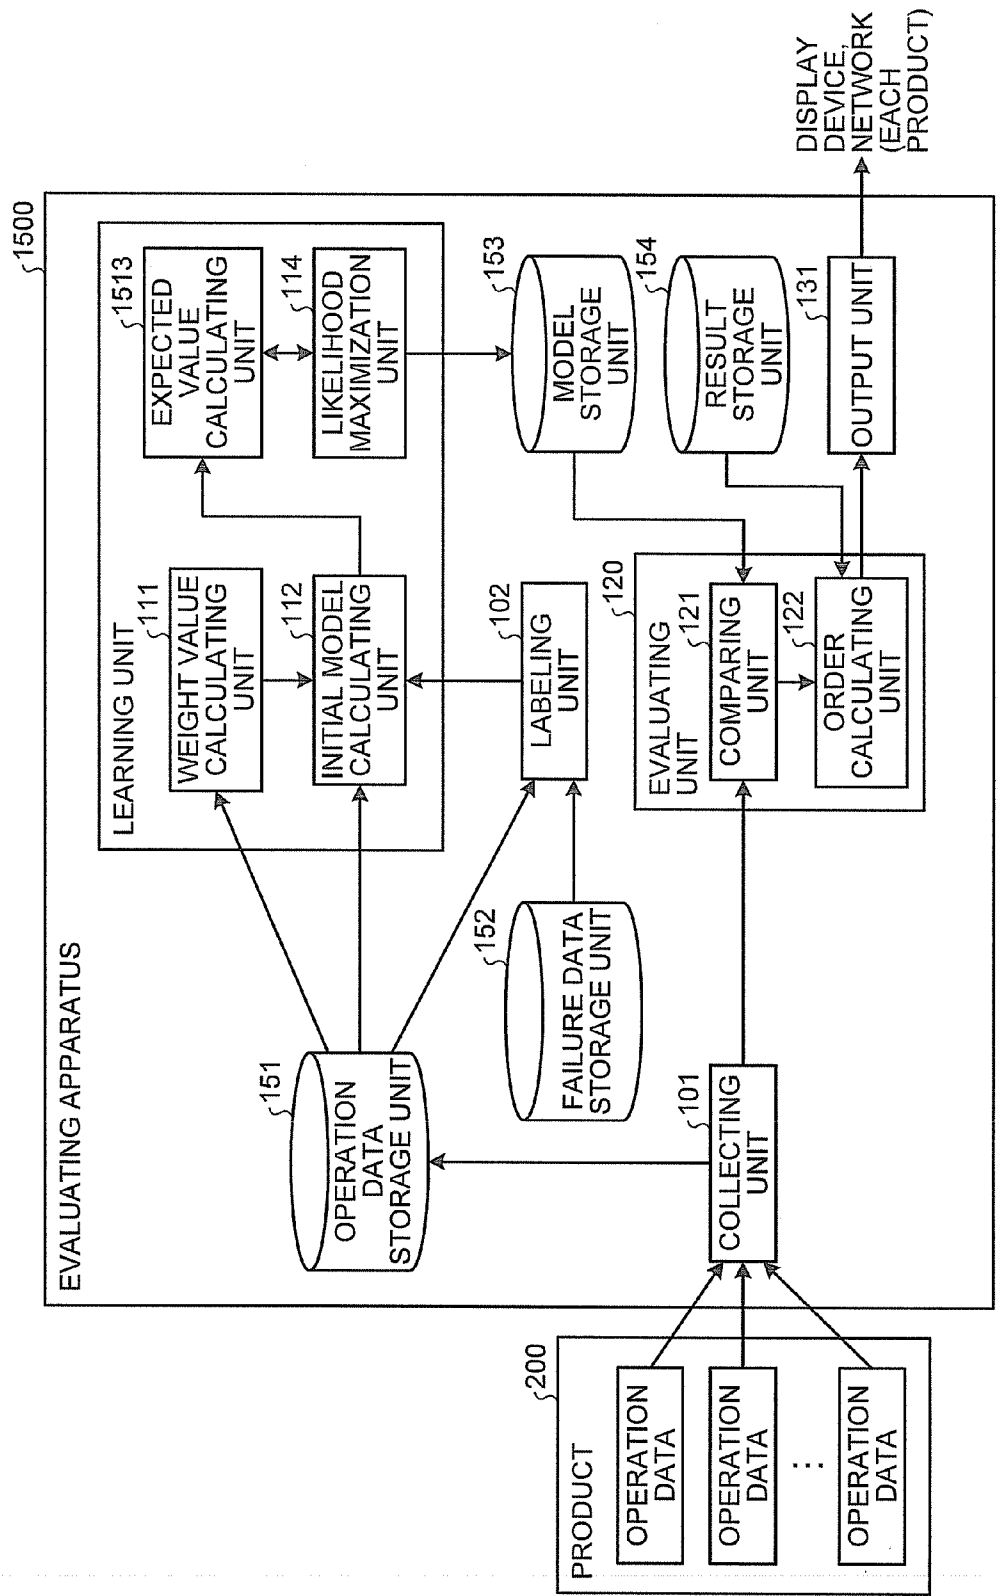 EVALUATING APPARATUS
1500
LEARNING UNIT
111
WEIGHT VALUE
CALCULATING
UNIT
1513
EXPECTED
VALUE
CALCULATING
UNIT
112
INITIAL MODEL
CALCULATING
UNIT
114
LIKELIHOOD
MAXIMIZATION
UNIT
151
OPERATION
DATA
STORAGE UNIT
152
FAILURE DATA
STORAGE UNIT
102
LABELING
UNIT
153
MODEL
STORAGE
UNIT
154
RESULT
STORAGE
UNIT
PRODUCT
200
OPERATION
DATA
OPERATION
DATA
...
OPERATION
DATA
101
COLLECTING
UNIT
EVALUATING
UNIT
120
121
COMPARING
UNIT
122
ORDER
CALCULATING
UNIT
131
OUTPUT UNIT
DISPLAY
DEVICE,
NETWORK
(EACH
PRODUCT)